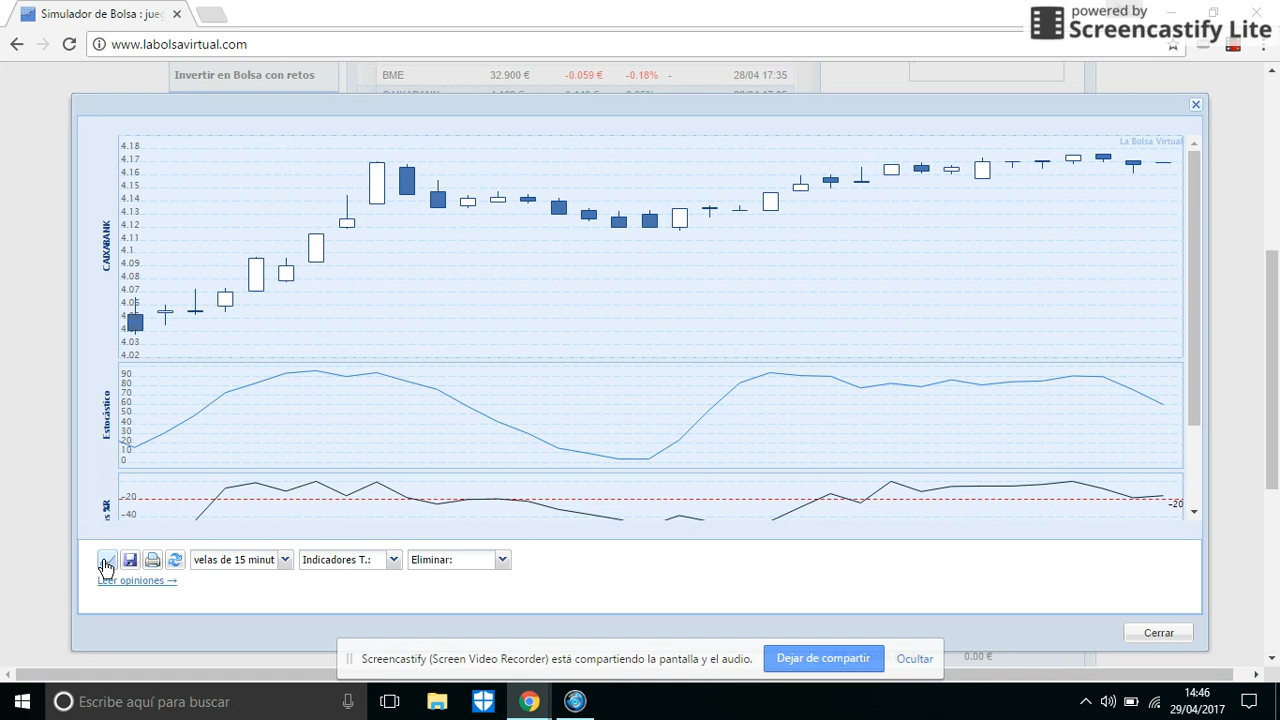 Simulador de Bolsa : jue
powered by
Screencastify Lite
www.labolsavirtual.com
Invertir en Bolsa con retos
BME 32.900 € -0.059 € -0.18% - 28/04 17:35
La Bolsa Virtual
CAIXABANK
4.18
4.17
4.16
4.15
4.14
4.13
4.12
4.11
4.1
4.09
4.08
4.07
4.05
4.03
4.02
Estocástico
90
80
70
60
50
40
30
20
0
s %R
-20
-20
-40
velas de 15 minut
Indicadores T.:
Eliminar:
Leer opiniones →
Cerrar
Screencastify (Screen Video Recorder) está compartiendo la pantalla y el audio.
Dejar de compartir
Ocultar
0.00 €
Escribe aquí para buscar
14:46
29/04/2017